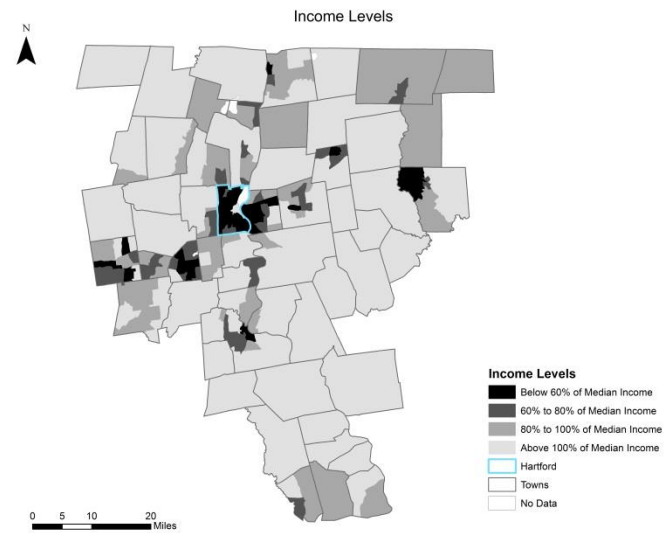 Income Levels
N
Income Levels
Below 60% of Median Income
60% to 80% of Median Income
80% to 100% of Median Income
Above 100% of Median Income
Hartford
Towns
No Data
0 5 10 20
Miles